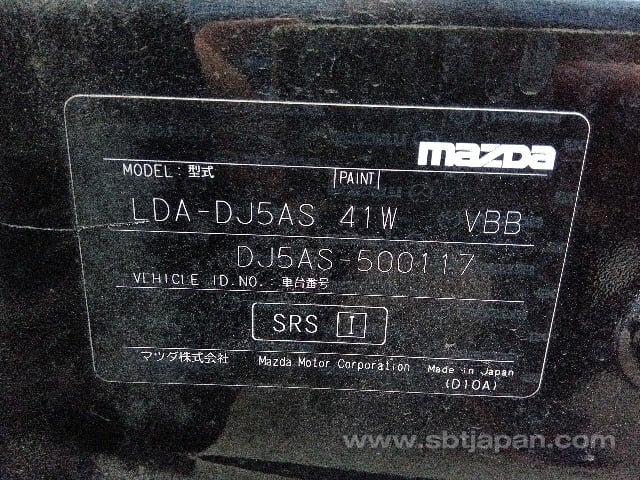 mazda
MODEL : 型式 PAINT
LDA-DJ5AS 41W VBB
DJ5AS-500117
VEHICLE ID.NO. : 車台番号
SRS I
マツダ株式会社 Mazda Motor Corporation Made in Japan
(D10A)
www.sbtjapan.com